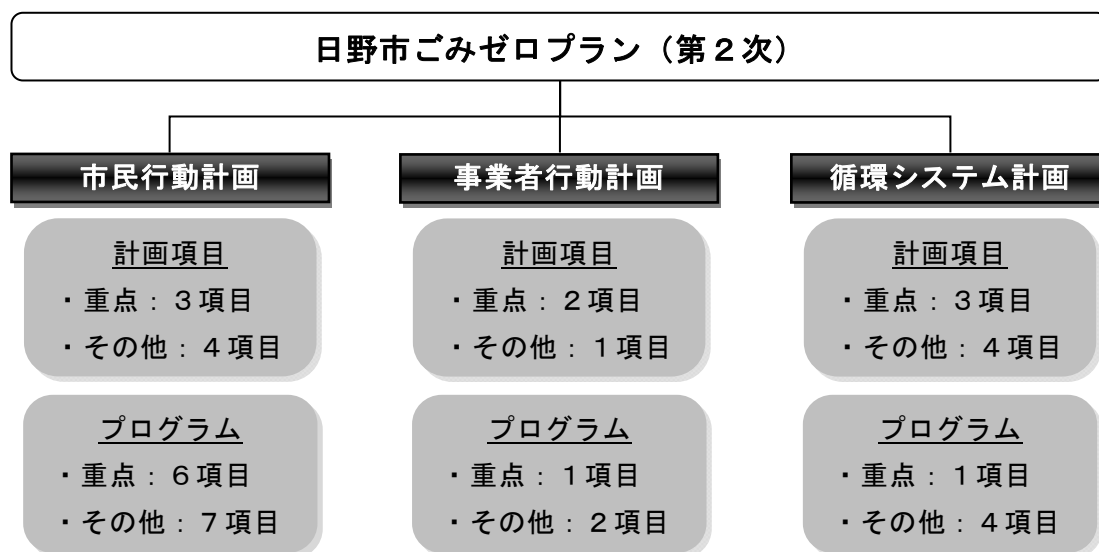 日野市ごみゼロプラン（第２次）
市民行動計画
計画項目
・重点：３項目
・その他：４項目
プログラム
・重点：６項目
・その他：７項目
事業者行動計画
計画項目
・重点：２項目
・その他：１項目
プログラム
・重点：１項目
・その他：２項目
循環システム計画
計画項目
・重点：３項目
・その他：４項目
プログラム
・重点：１項目
・その他：４項目